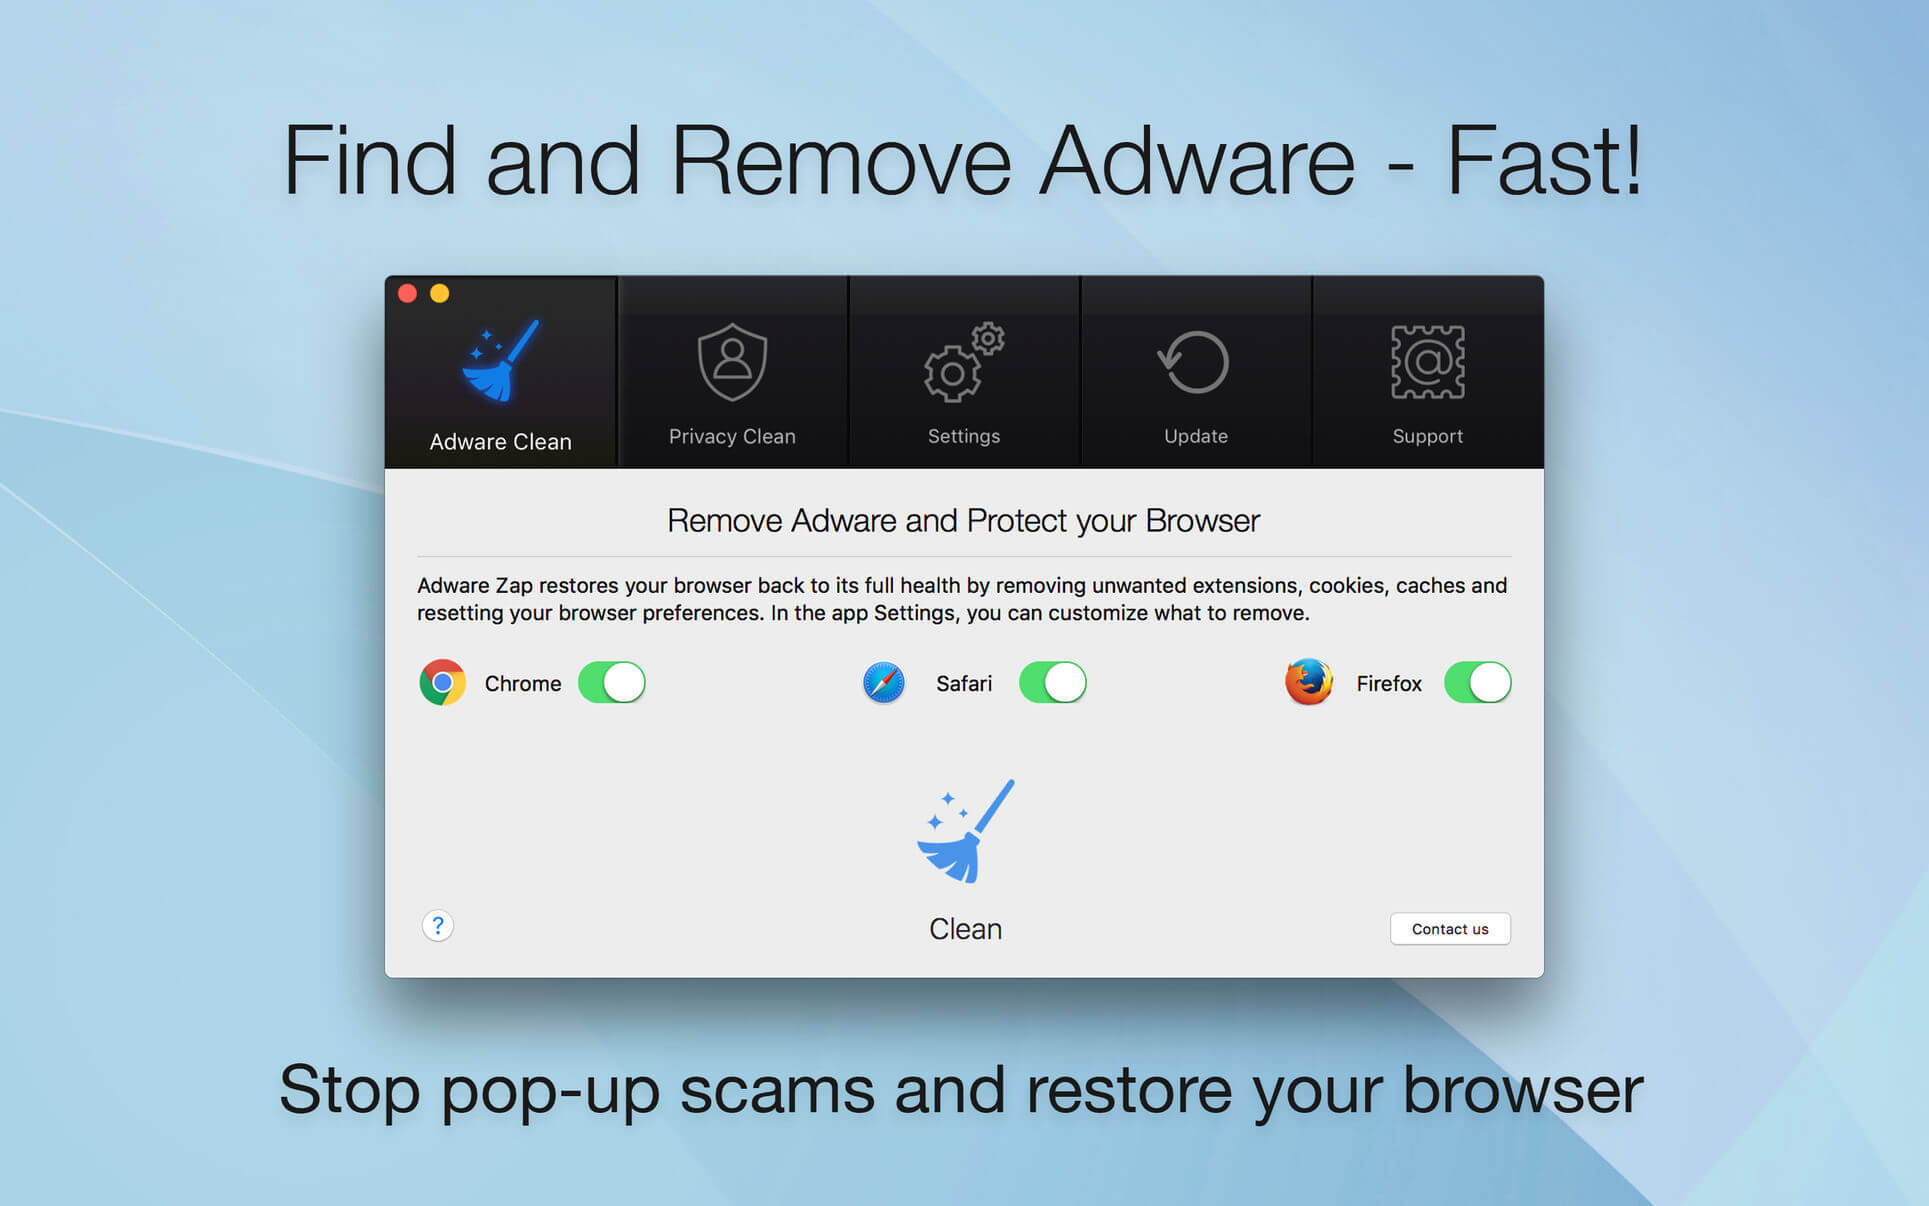 Find and Remove Adware - Fast!
Adware Clean
Privacy Clean
Settings
Update
Support
@
Remove Adware and Protect your Browser
Adware Zap restores your browser back to its full health by removing unwanted extensions, cookies, caches and
resetting your browser preferences. In the app Settings, you can customize what to remove.
Chrome
Safari
Firefox
?
Clean
Contact us
Stop pop-up scams and restore your browser